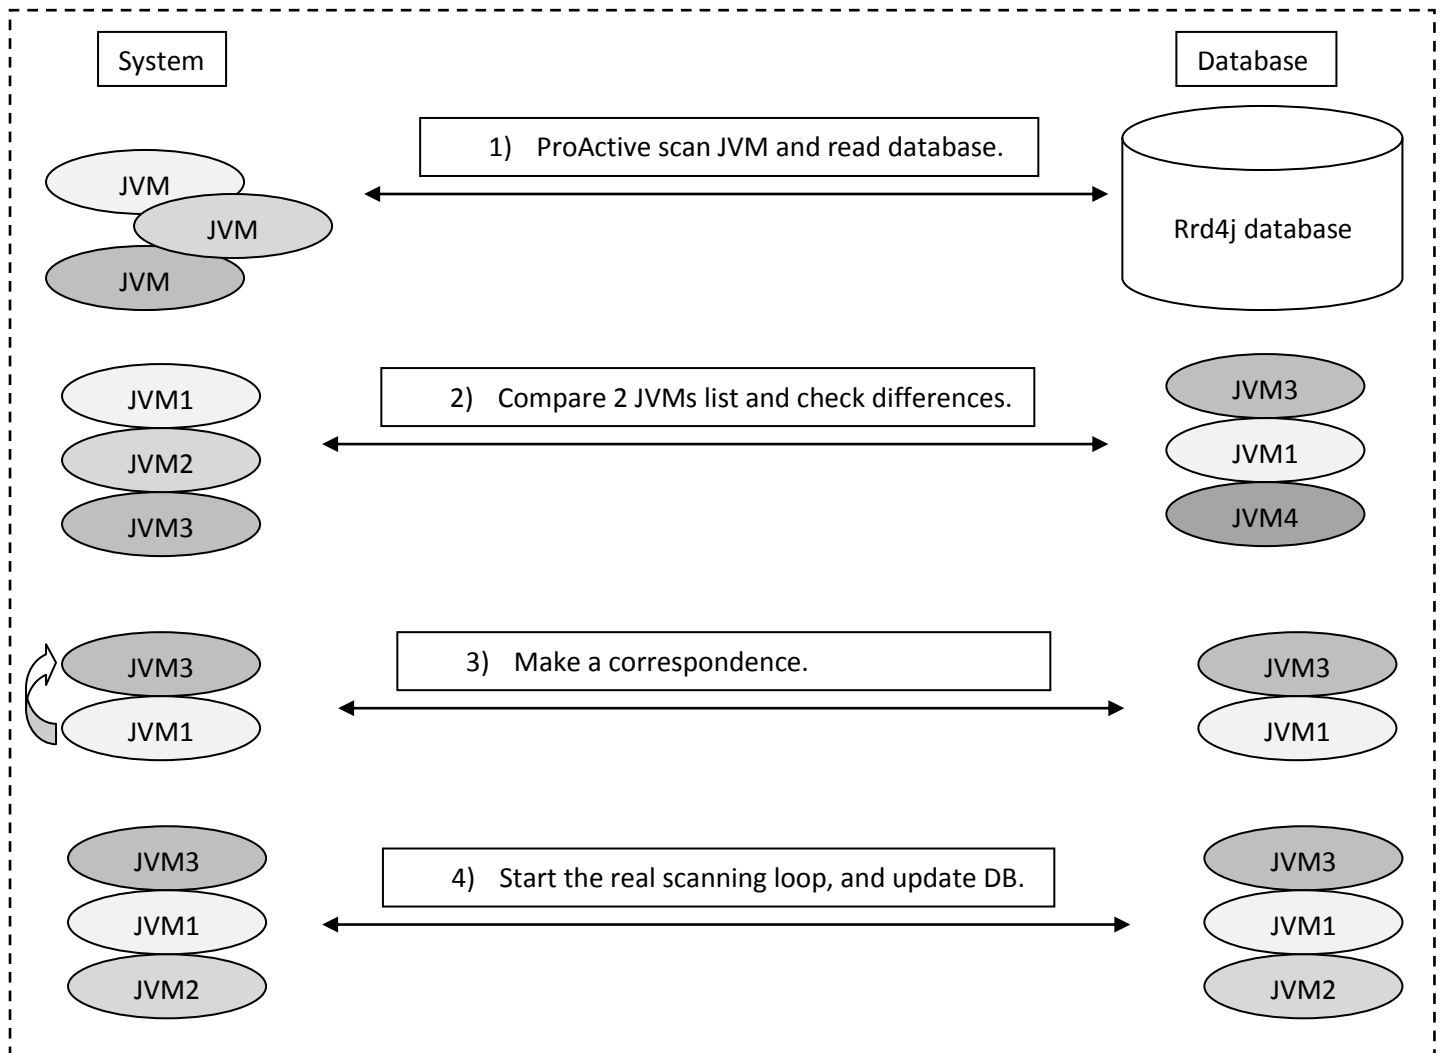 System
Database
1) ProActive scan JVM and read database.
JVM
JVM
JVM
Rrd4j database
2) Compare 2 JVMs list and check differences.
JVM1
JVM2
JVM3
JVM3
JVM1
JVM4
3) Make a correspondence.
JVM3
JVM1
JVM3
JVM1
4) Start the real scanning loop, and update DB.
JVM3
JVM1
JVM2
JVM3
JVM1
JVM2